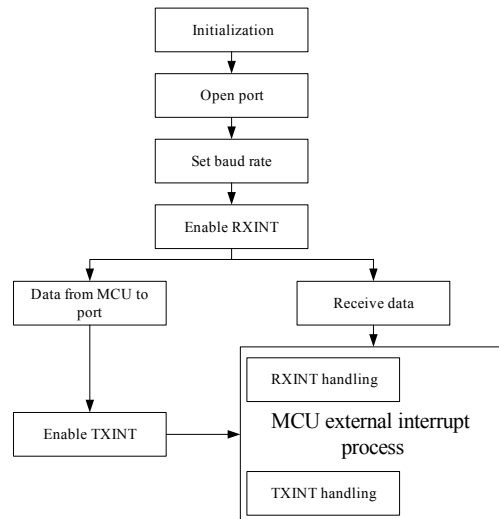 Initialization
Open port
Set baud rate
Enable RXINT
Data from MCU to
port
Receive data
RXINT handling
MCU external interrupt
process
Enable TXINT
TXINT handling